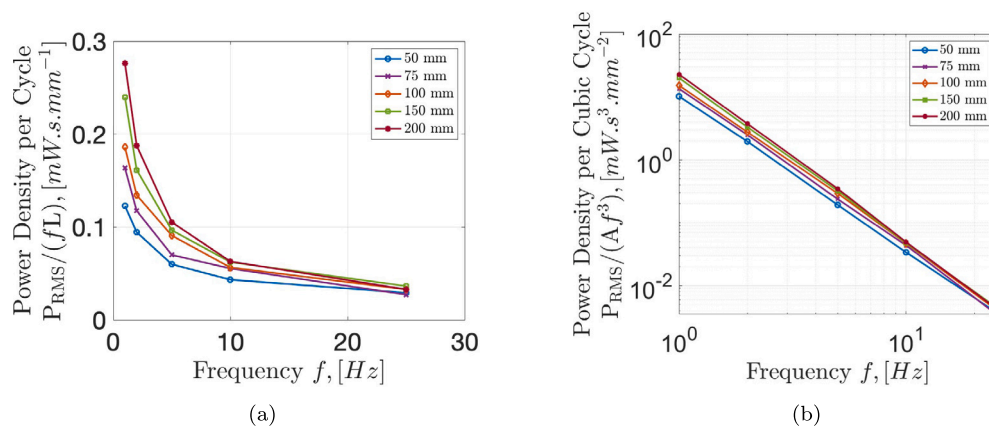 Power Density per Cycle
P_RMS/(fL), [mW.s.mm^−1]
0.3
0.2
0.1
0
0
10
20
30
50 mm
75 mm
100 mm
150 mm
200 mm
Frequency f, [Hz]
(a)
Power Density per Cubic Cycle
P_RMS/(Af^3), [mW.s^3.mm^−2]
10^2
10^0
10^-2
10^0
10^1
50 mm
75 mm
100 mm
150 mm
200 mm
Frequency f, [Hz]
(b)